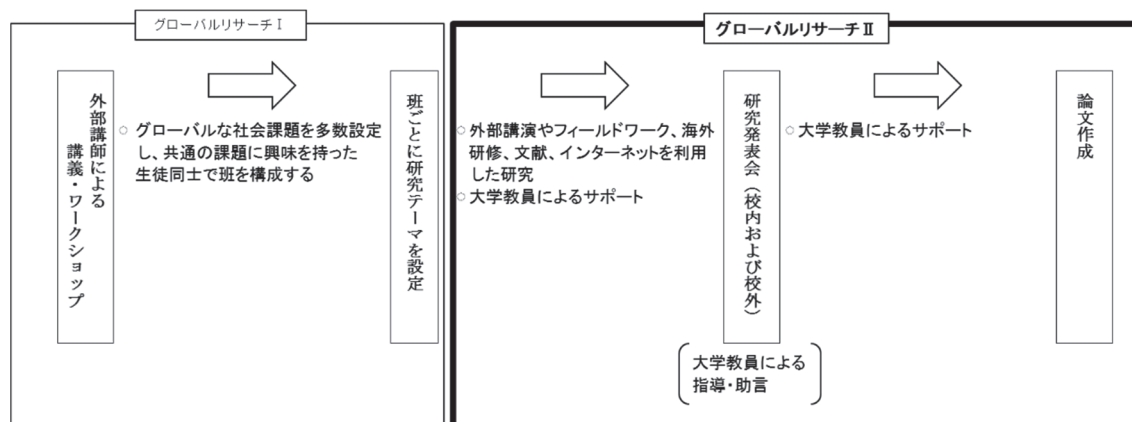 グローバルリサーチⅠ
外部講師による
講義・ワークショップ
○ グローバルな社会課題を多数設定
し、共通の課題に興味を持った
生徒同士で班を構成する
班ごとに研究テーマを設定
グローバルリサーチⅡ
○ 外部講演やフィールドワーク、海外
研修、文献、インターネットを利用
した研究
○ 大学教員によるサポート
研究発表会（校内および校外）
大学教員による
指導・助言
○ 大学教員によるサポート
論文作成